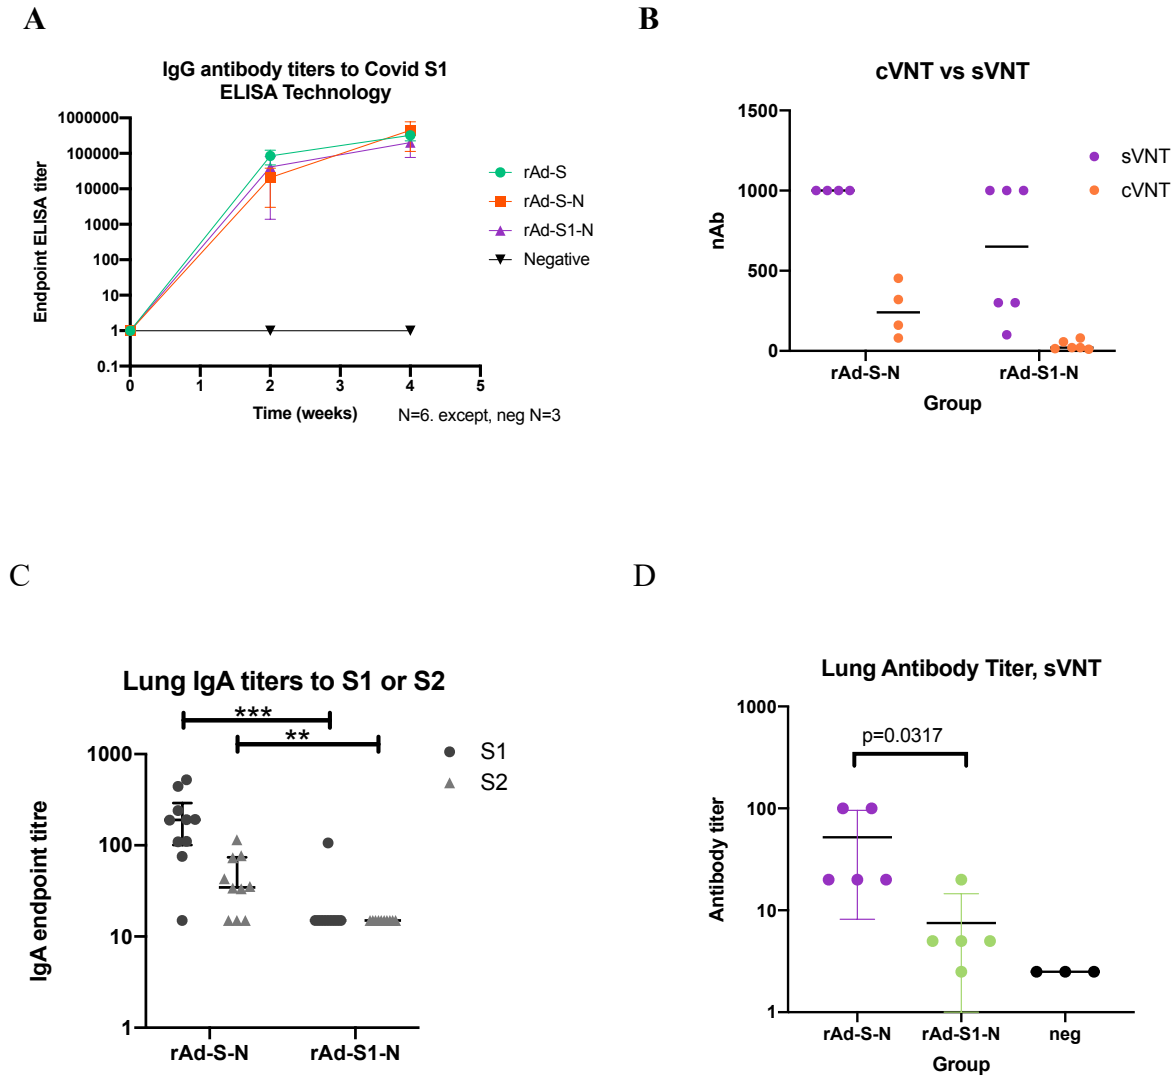 A
IgG antibody titers to Covid S1
ELISA Technology
Endpoint ELISA titer
1000000
100000
10000
1000
100
10
1
0.1
0 1 2 3 4 5
Time (weeks)
N=6. except, neg N=3
rAd-S
rAd-S-N
rAd-S1-N
Negative
B
cVNT vs sVNT
nAb
1500
1000
500
0
rAd-S-N rAd-S1-N
Group
sVNT
cVNT
C
Lung IgA titers to S1 or S2
***
**
IgA endpoint titre
1000
100
10
1
rAd-S-N rAd-S1-N
S1
S2
D
Lung Antibody Titer, sVNT
p=0.0317
Antibody titer
1000
100
10
1
rAd-S-N rAd-S1-N neg
Group